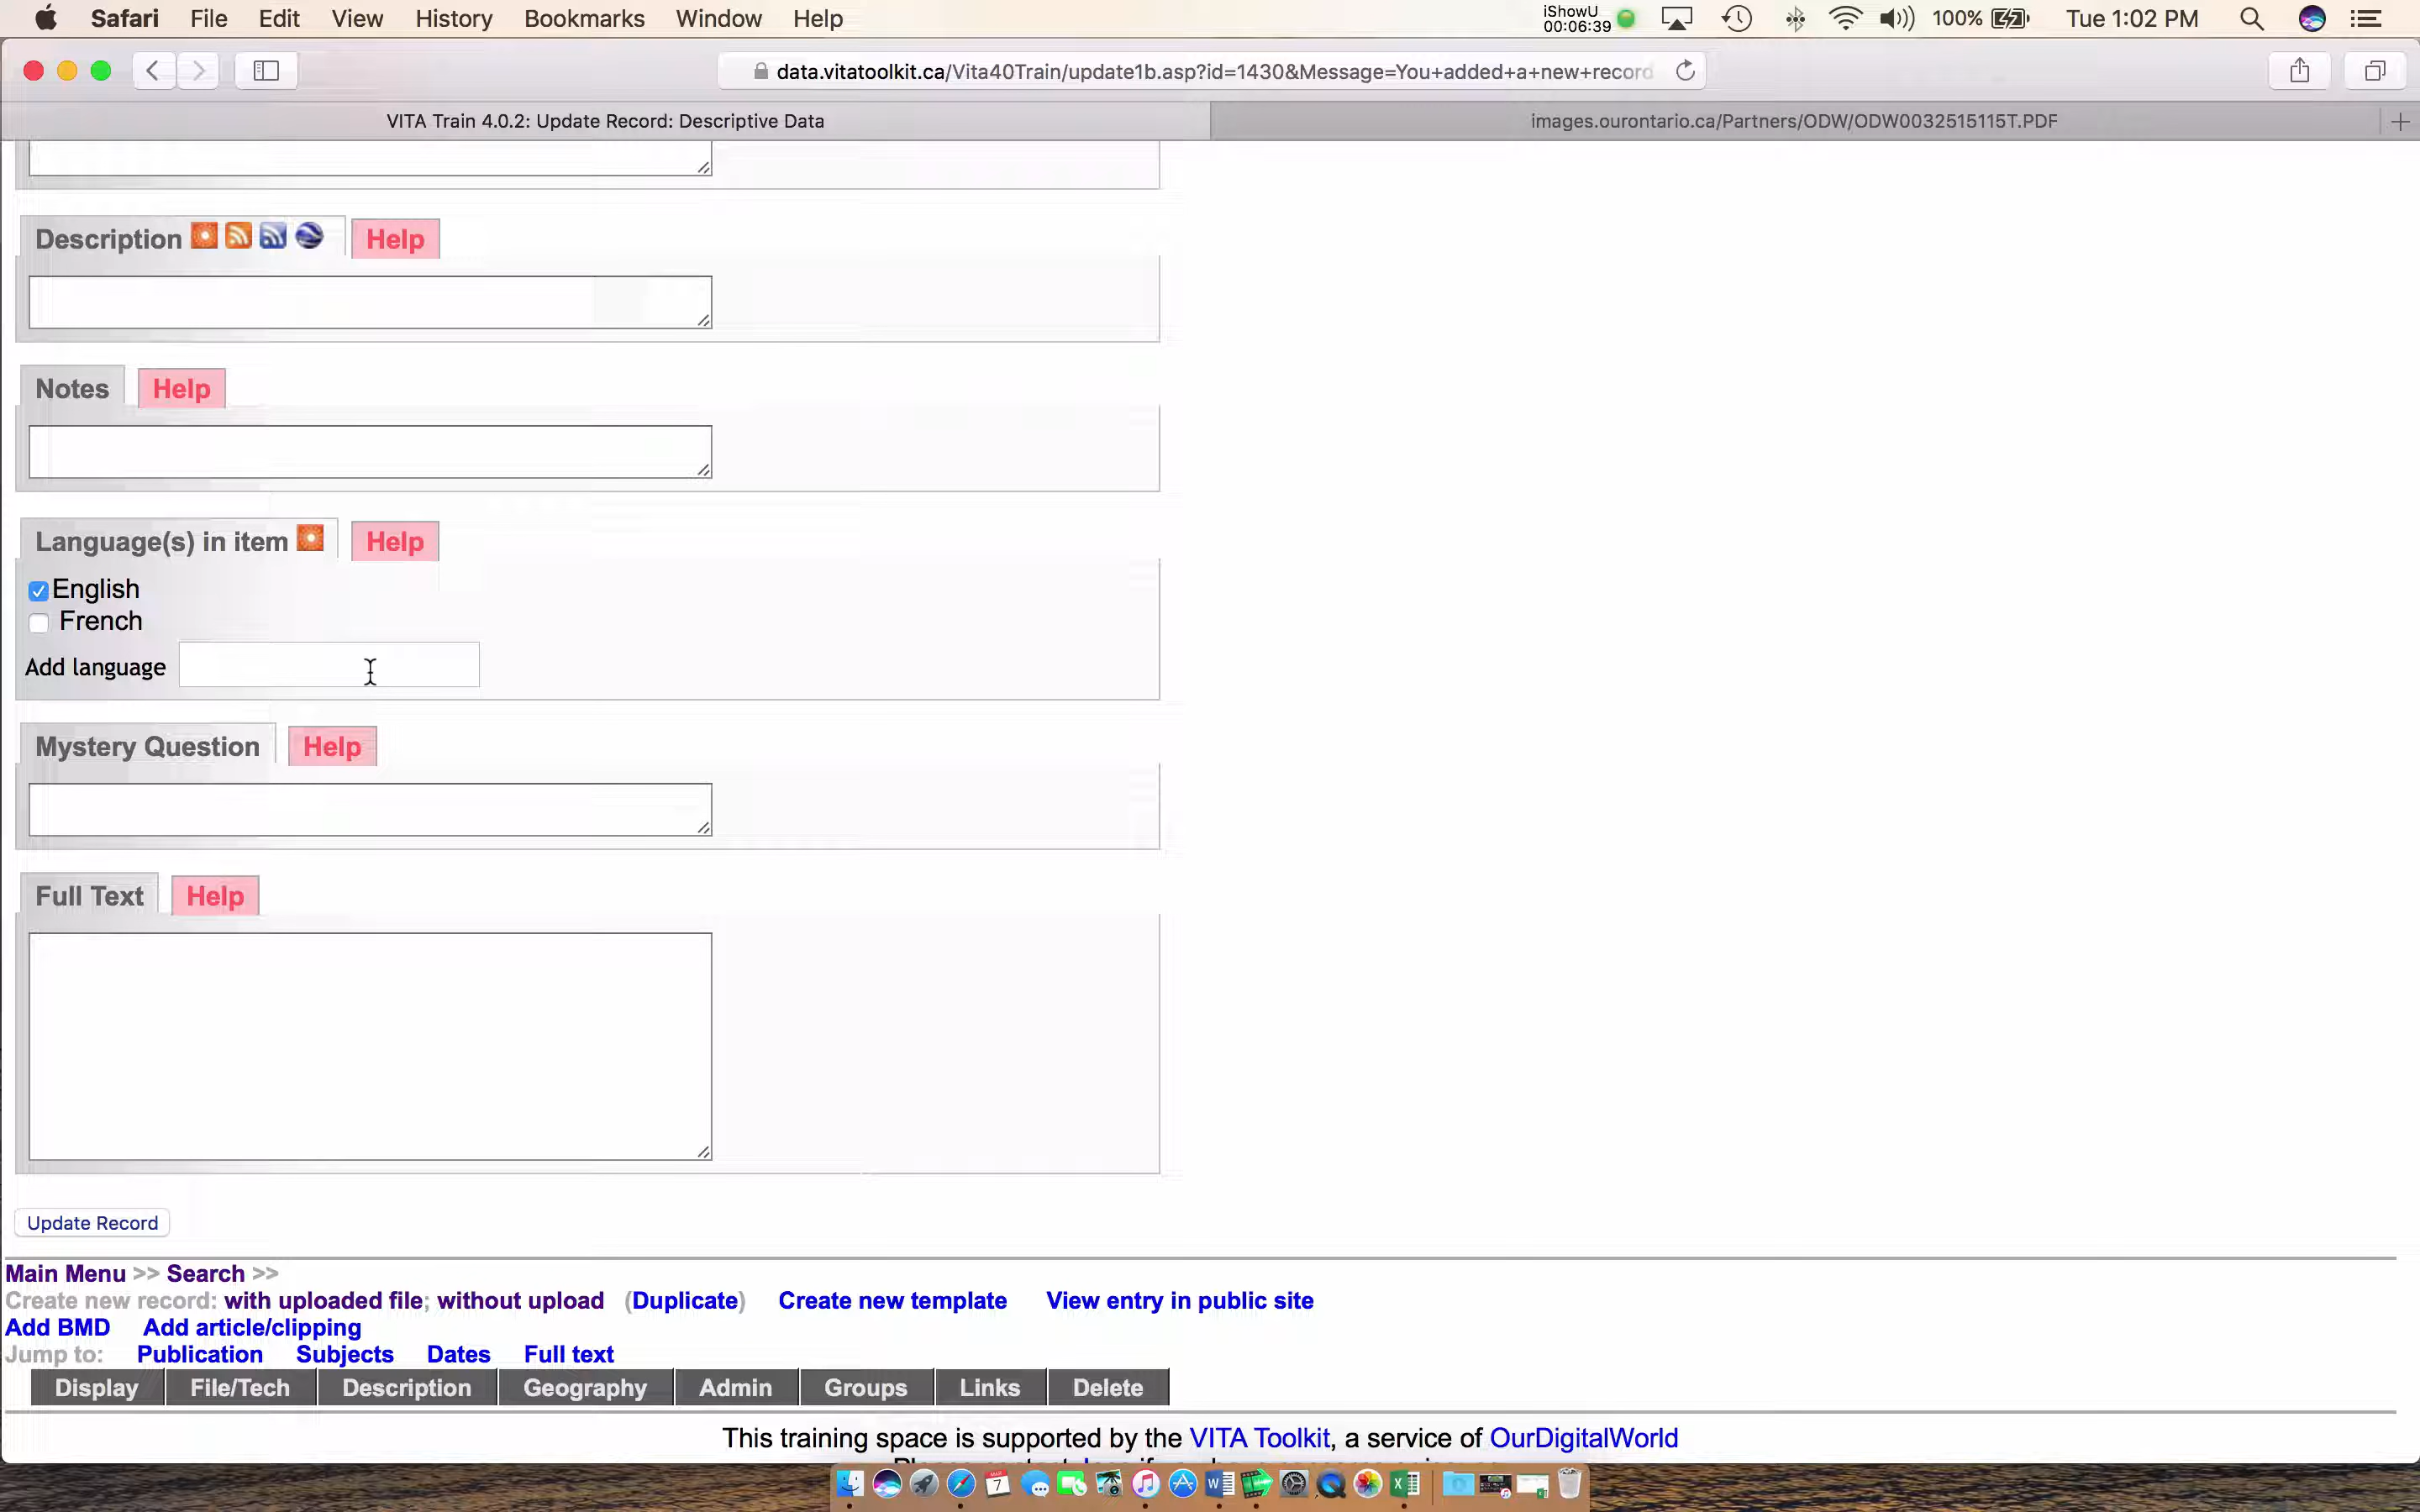 Safari File Edit View History Bookmarks Window Help iShowU 00:06:39 100% Tue 1:02 PM
data.vitatoolkit.ca/Vita40Train/update1b.asp?id=1430&Message=You+added+a+new+record
VITA Train 4.0.2: Update Record: Descriptive Data images.ourontario.ca/Partners/ODW/ODW0032515115T.PDF
Description Help
Notes Help
Language(s) in item Help
English
French
Add language
Mystery Question Help
Full Text Help
Update Record
Main Menu >> Search >>
Create new record: with uploaded file; without upload (Duplicate) Create new template View entry in public site
Add BMD Add article/clipping
Jump to: Publication Subjects Dates Full text
Display File/Tech Description Geography Admin Groups Links Delete
This training space is supported by the VITA Toolkit, a service of OurDigitalWorld